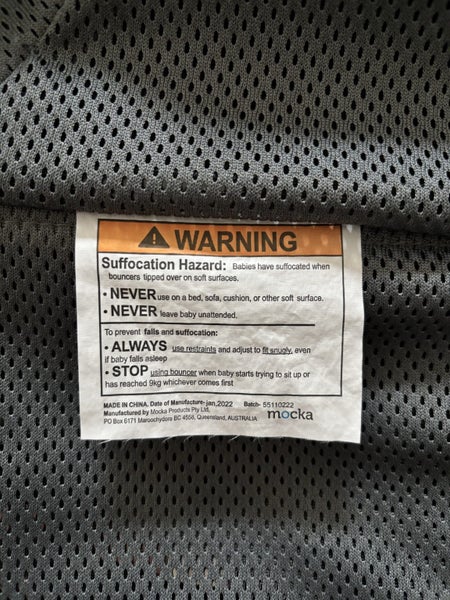 WARNING
Suffocation Hazard: Babies have suffocated when
bouncers tipped over on soft surfaces.
• NEVER use on a bed, sofa, cushion, or other soft surface.
• NEVER leave baby unattended.
To prevent falls and suffocation:
• ALWAYS use restraints and adjust to fit snugly, even
if baby falls asleep
• STOP using bouncer when baby starts trying to sit up or
has reached 9kg whichever comes first
MADE IN CHINA, Date of Manufacture-jan,2022 Batch- 55110222
Manufactured by Mocka Products Pty Ltd,
PO Box 6171 Maroochydore BC 4558, Queensland, AUSTRALIA
mocka